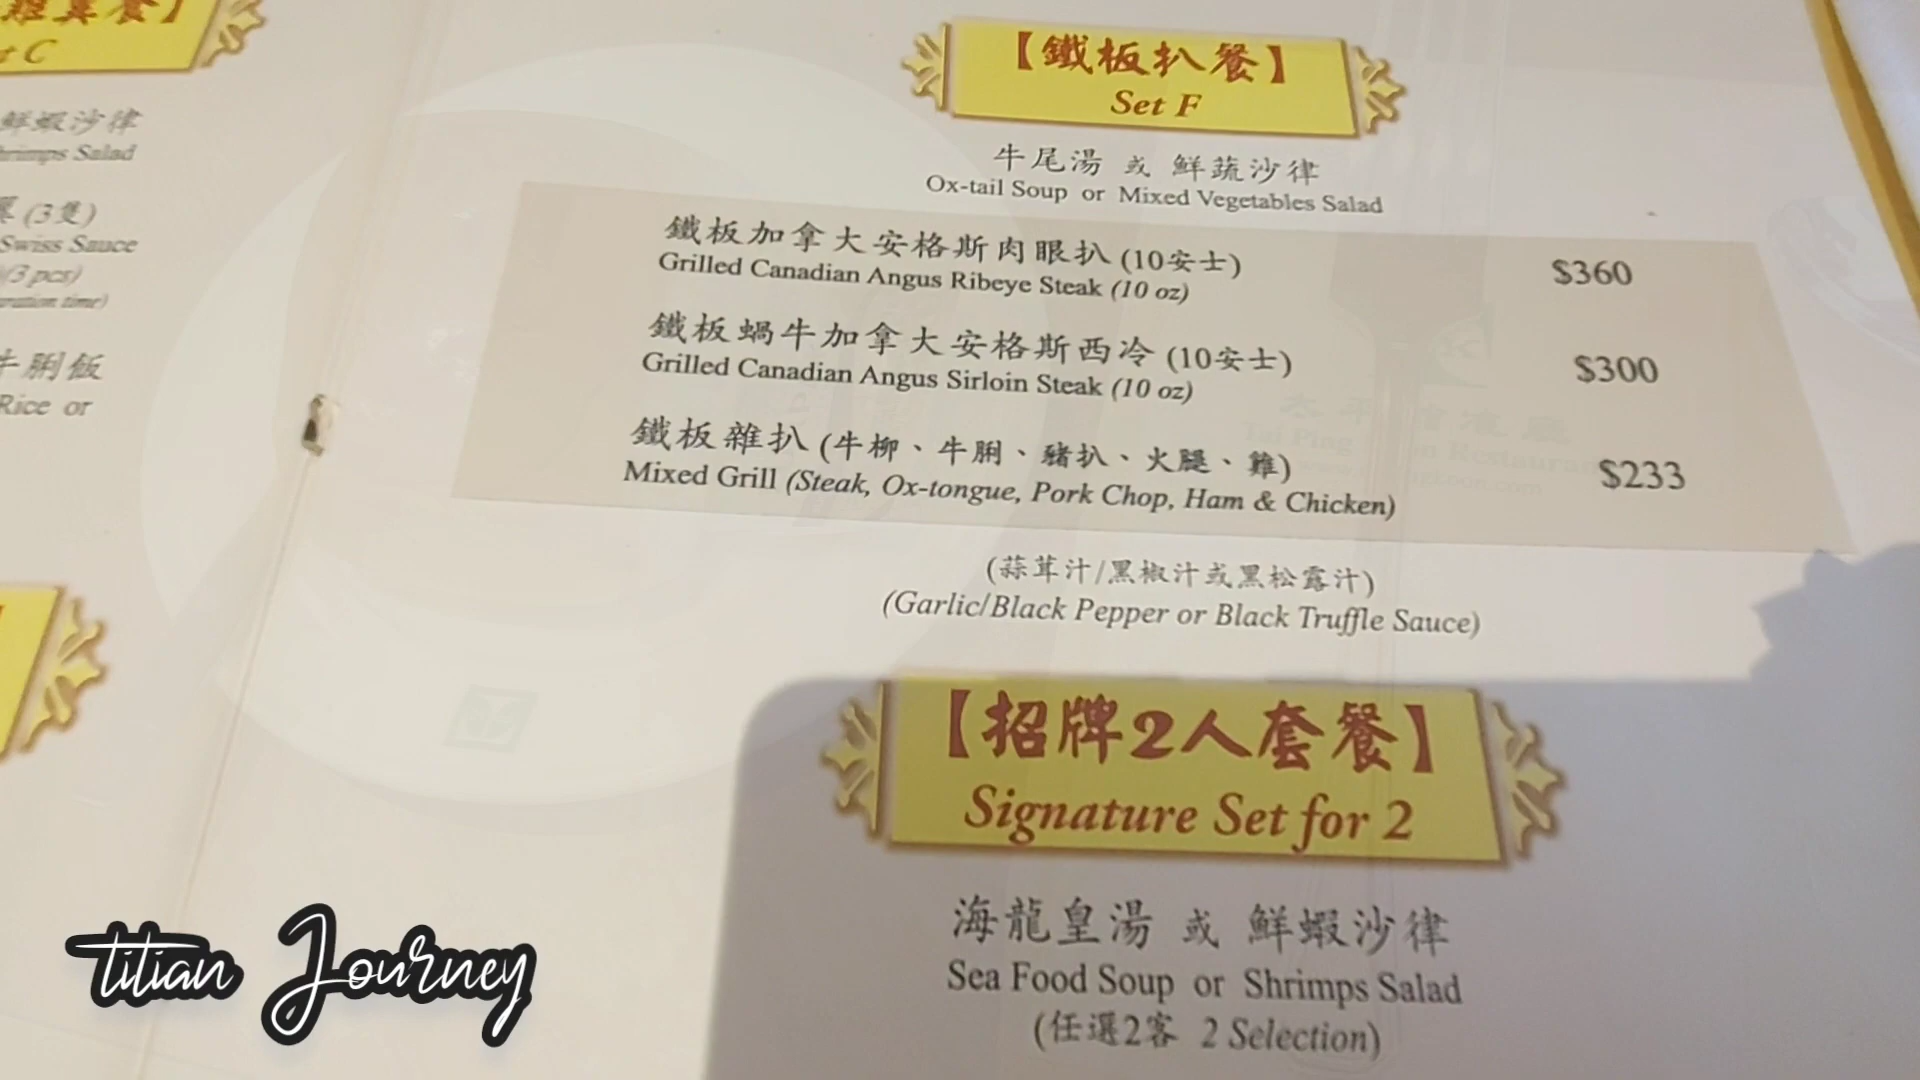 t C
鮮蝦沙律
Shrimps Salad
(3隻)
Swiss Sauce
(3 pcs)
牛脷飯
Rice or
【鐵板扒餐】
Set F
牛尾湯 或 鮮蔬沙律
Ox-tail Soup or Mixed Vegetables Salad
鐵板加拿大安格斯肉眼扒 (10安士)
$360
Grilled Canadian Angus Ribeye Steak (10 oz)
鐵板蝸牛加拿大安格斯西冷 (10安士)
$300
Grilled Canadian Angus Sirloin Steak (10 oz)
鐵板雜扒 (牛柳、牛脷、豬扒、火腿、雞)
$233
Mixed Grill (Steak, Ox-tongue, Pork Chop, Ham & Chicken)
(蒜茸汁/黑椒汁或黑松露汁)
(Garlic/Black Pepper or Black Truffle Sauce)
【招牌2人套餐】
Signature Set for 2
海龍皇湯 或 鮮蝦沙律
Sea Food Soup or Shrimps Salad
(任選2客 2 Selection)
titian Journey